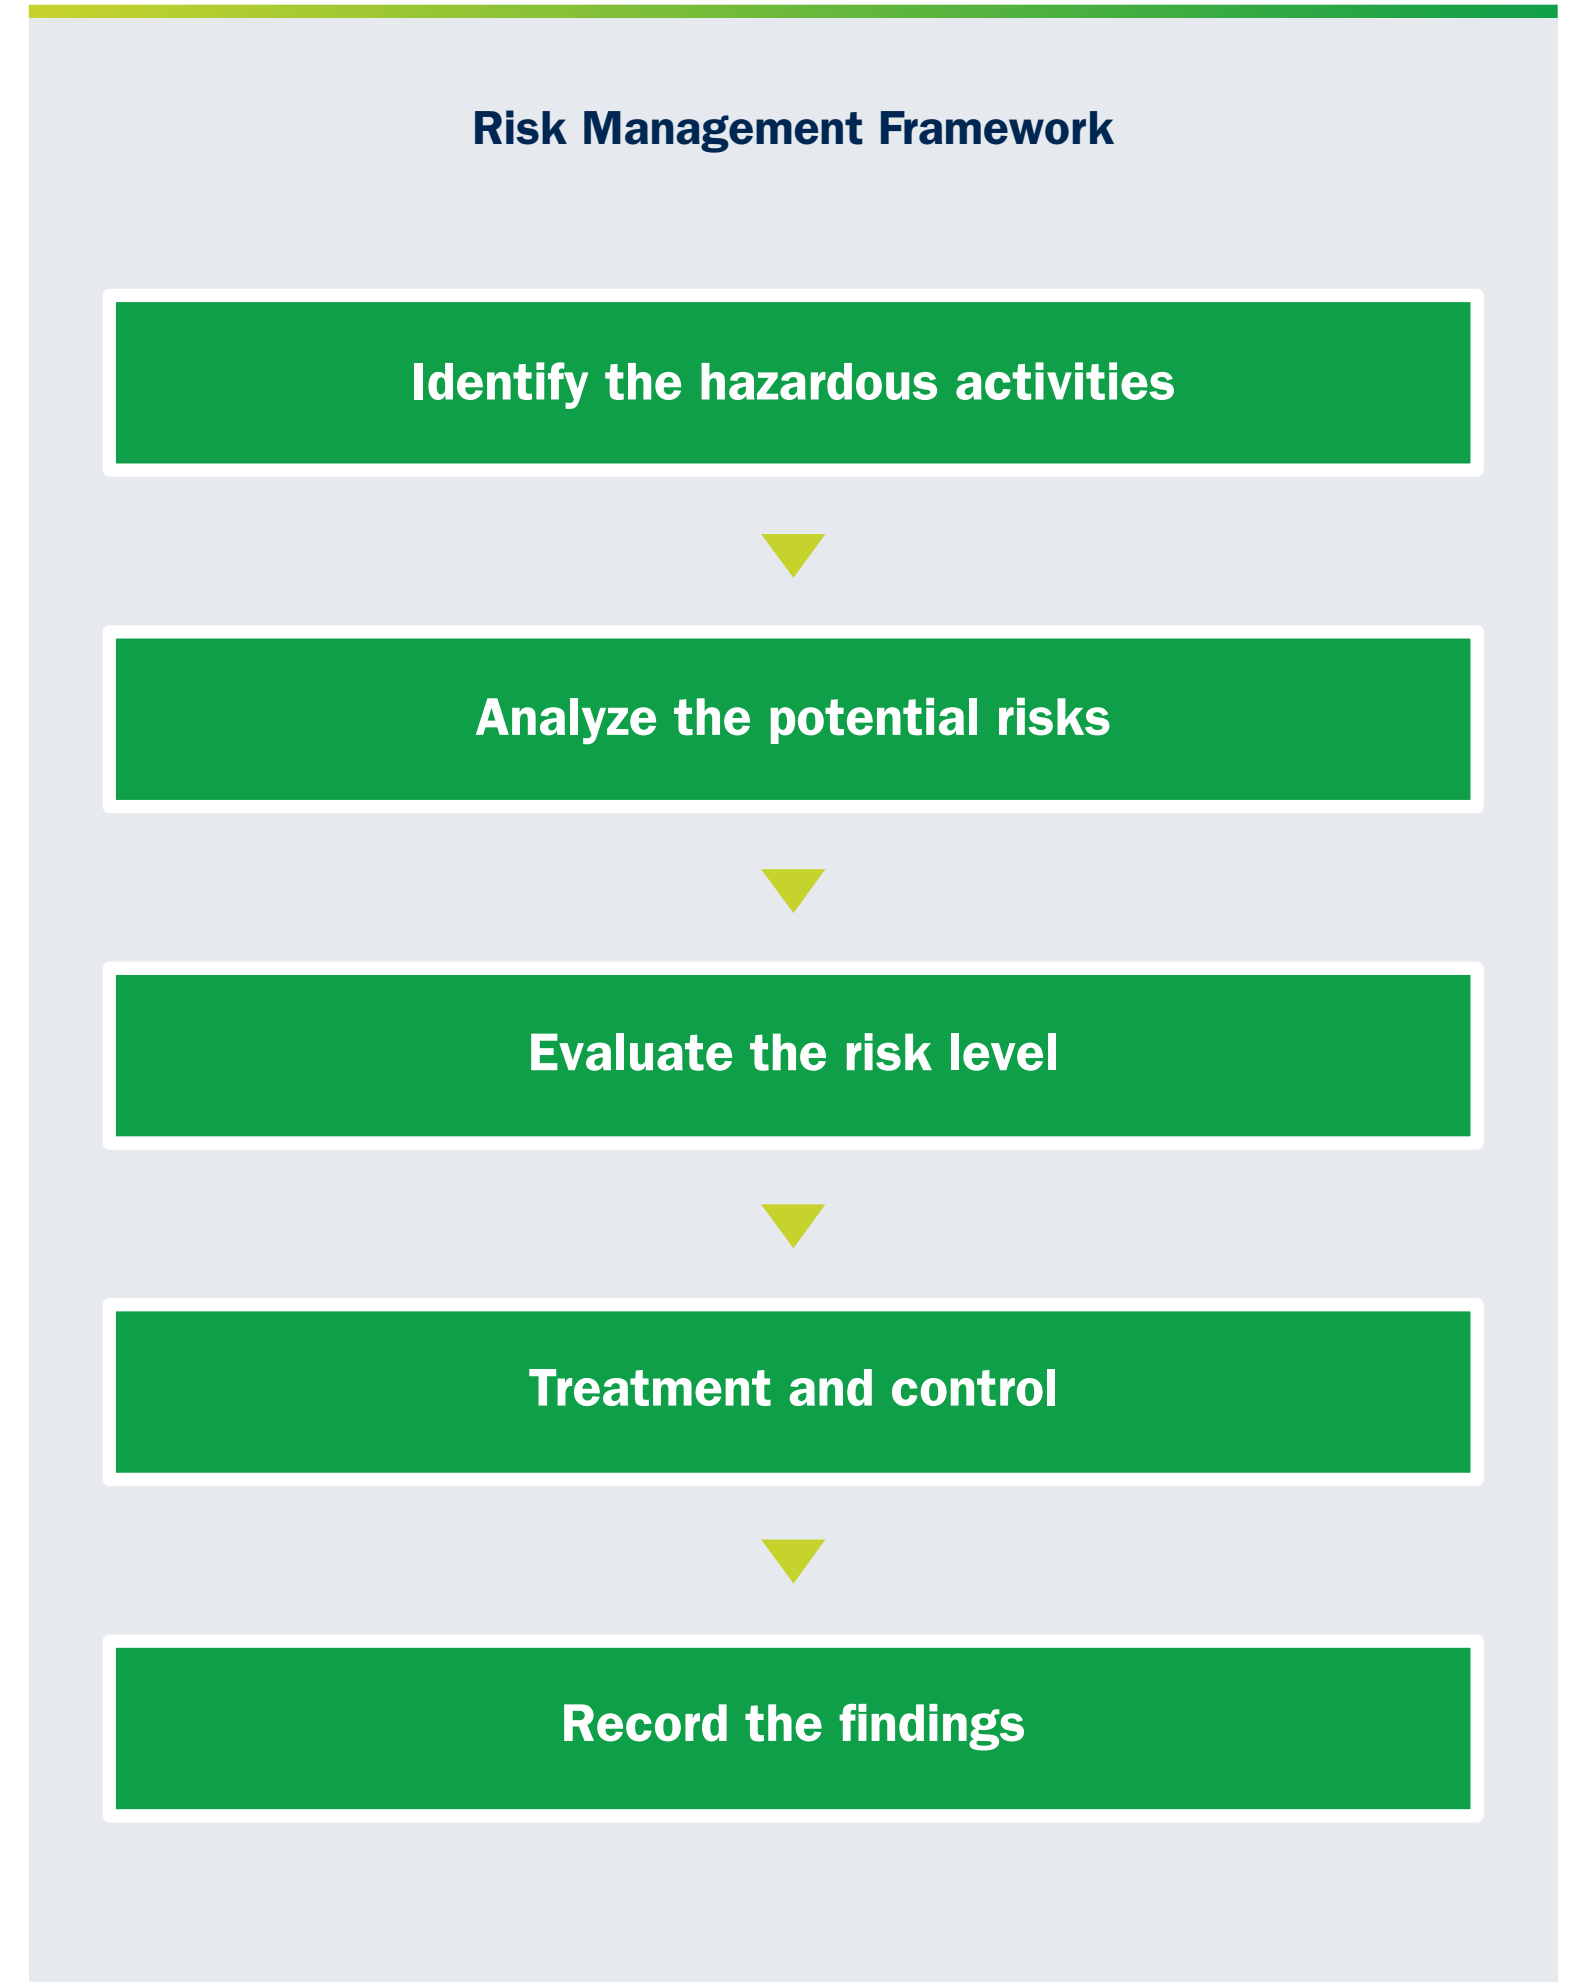 Risk Management Framework
Identify the hazardous activities
Analyze the potential risks
Evaluate the risk level
Treatment and control
Record the findings